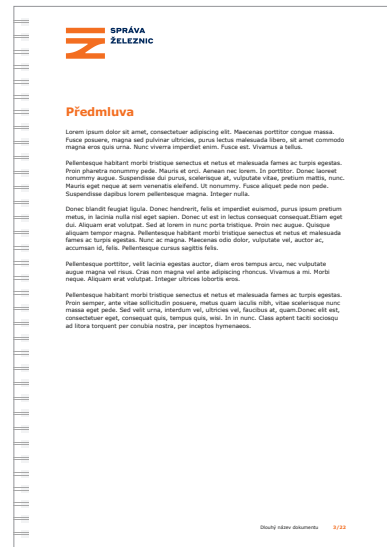 SPRÁVA
ŽELEZNIC
Předmluva
Lorem ipsum dolor sit amet, consectetuer adipiscing elit. Maecenas porttitor congue massa.
Fusce posuere, magna sed pulvinar ultricies, purus lectus malesuada libero, sit amet commodo
magna eros quis urna. Nunc viverra imperdiet enim. Fusce est. Vivamus a tellus.
Pellentesque habitant morbi tristique senectus et netus et malesuada fames ac turpis egestas.
Proin pharetra nonummy pede. Mauris et orci. Aenean nec lorem. In porttitor. Donec laoreet
nonummy augue. Suspendisse dui purus, scelerisque at, vulputate vitae, pretium mattis, nunc.
Mauris eget neque at sem venenatis eleifend. Ut nonummy. Fusce aliquet pede non pede.
Suspendisse dapibus lorem pellentesque magna. Integer nulla.
Donec blandit feugiat ligula. Donec hendrerit, felis et imperdiet euismod, purus ipsum pretium
metus, in lacinia nulla nisl eget sapien. Donec ut est in lectus consequat consequat.Etiam eget
dui. Aliquam erat volutpat. Sed at lorem in nunc porta tristique. Proin nec augue. Quisque
aliquam tempor magna. Pellentesque habitant morbi tristique senectus et netus et malesuada
fames ac turpis egestas. Nunc ac magna. Maecenas odio dolor, vulputate vel, auctor ac,
accumsan id, felis. Pellentesque cursus sagittis felis.
Pellentesque porttitor, velit lacinia egestas auctor, diam eros tempus arcu, nec vulputate
augue magna vel risus. Cras non magna vel ante adipiscing rhoncus. Vivamus a mi. Morbi
neque. Aliquam erat volutpat. Integer ultrices lobortis eros.
Pellentesque habitant morbi tristique senectus et netus et malesuada fames ac turpis egestas.
Proin semper, ante vitae sollicitudin posuere, metus quam iaculis nibh, vitae scelerisque nunc
massa eget pede. Sed velit urna, interdum vel, ultricies vel, faucibus at, quam.Donec elit est,
consectetuer eget, consequat quis, tempus quis, wisi. In in nunc. Class aptent taciti sociosqu
ad litora torquent per conubia nostra, per inceptos hymenaeos.
Dlouhý název dokumentu 3/22